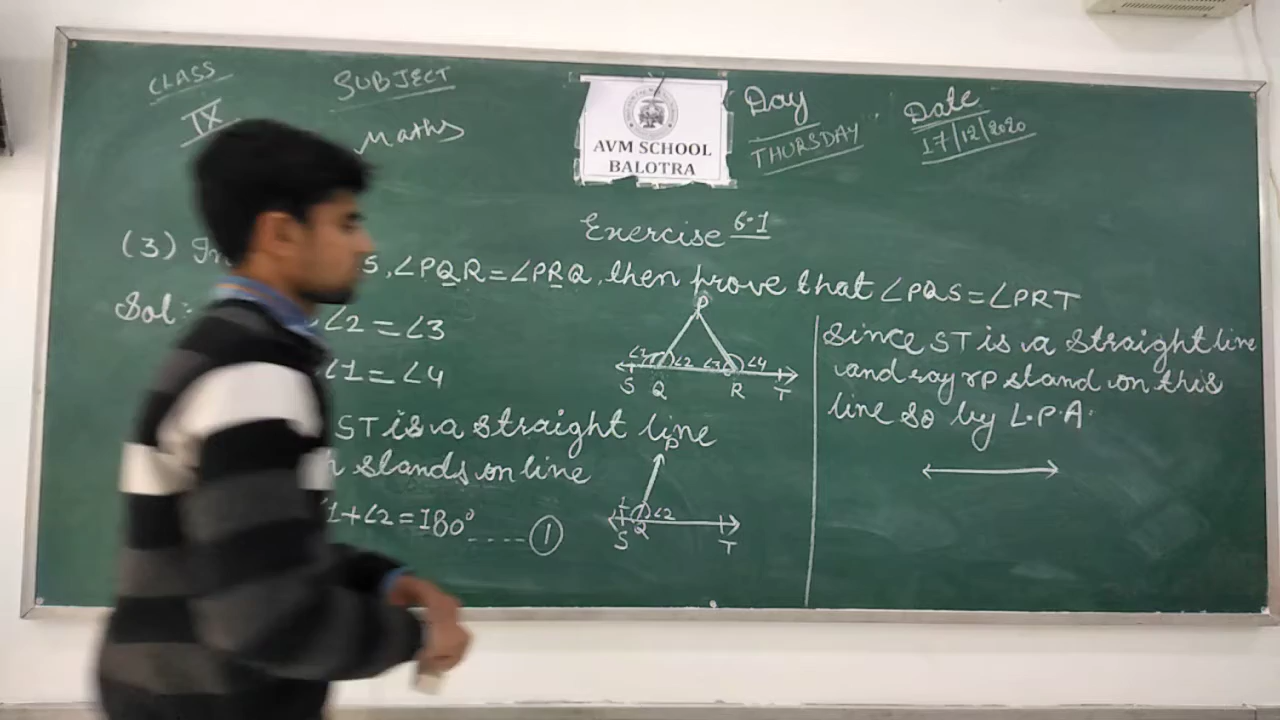 CLASS
IX
SUBJECT
Maths
AVM SCHOOL
BALOTRA
Day
THURSDAY
Date
17/12/2020
Exercise 6.1
(3) In S, ∠PQR=∠PRQ, then prove that ∠PQS=∠PRT
Sol:- ∠2=∠3
∠1=∠4
ST is a straight line
stands on line
1+∠2=180° ..... 1
P
∠1 ∠2 ∠3 ∠4
S Q R T
P
1 ∠2
S Q T
Since ST is a straight line
and ray rP stand on this
line so by L.P.A.